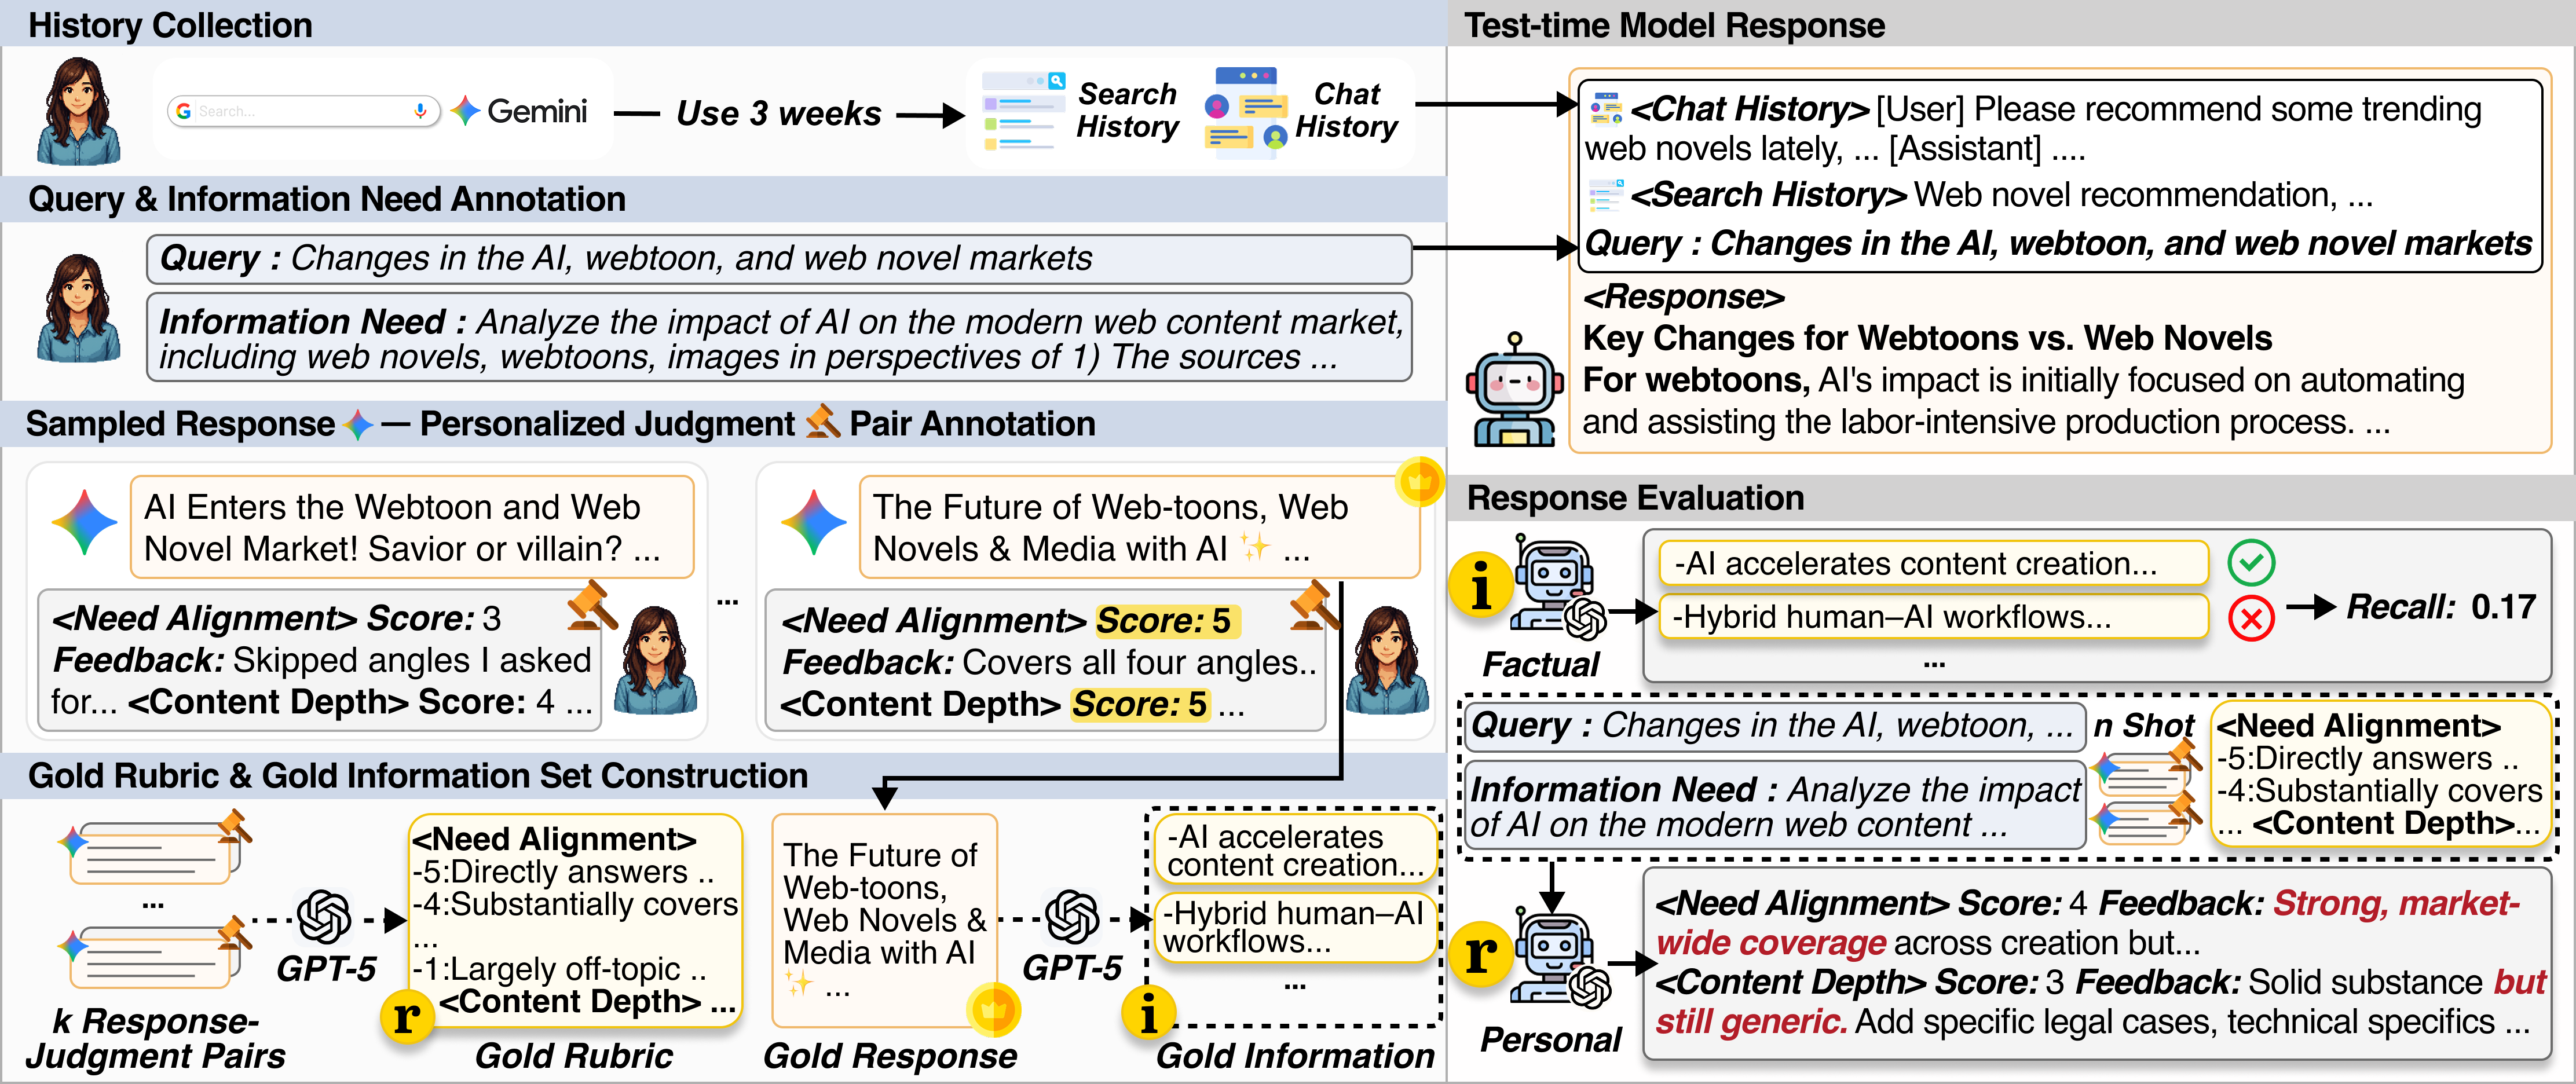 History Collection
Search...
Gemini
Use 3 weeks
Search
History
Chat
History
Query & Information Need Annotation
Query : Changes in the AI, webtoon, and web novel markets
Information Need : Analyze the impact of AI on the modern web content market,
including web novels, webtoons, images in perspectives of 1) The sources ...
Sampled Response — Personalized Judgment Pair Annotation
AI Enters the Webtoon and Web
Novel Market! Savior or villain? ...
<Need Alignment> Score: 3
Feedback: Skipped angles I asked
for... <Content Depth> Score: 4 ...
...
The Future of Web-toons, Web
Novels & Media with AI ✨ ...
<Need Alignment> Score: 5
Feedback: Covers all four angles..
<Content Depth> Score: 5 ...
Gold Rubric & Gold Information Set Construction
...
k Response-
Judgment Pairs
GPT-5
<Need Alignment>
-5:Directly answers ..
-4:Substantially covers
...
-1:Largely off-topic ..
<Content Depth> ...
r
Gold Rubric
The Future of
Web-toons,
Web Novels &
Media with AI
✨ ...
Gold Response
GPT-5
-AI accelerates
content creation...
-Hybrid human–AI
workflows...
...
i
Gold Information
Test-time Model Response
<Chat History> [User] Please recommend some trending
web novels lately, ... [Assistant] ....
<Search History> Web novel recommendation, ...
Query : Changes in the AI, webtoon, and web novel markets
<Response>
Key Changes for Webtoons vs. Web Novels
For webtoons, AI's impact is initially focused on automating
and assisting the labor-intensive production process. ...
Response Evaluation
i
Factual
-AI accelerates content creation...
-Hybrid human–AI workflows...
...
Recall: 0.17
Query : Changes in the AI, webtoon, ...
Information Need : Analyze the impact
of AI on the modern web content ...
n Shot
<Need Alignment>
-5:Directly answers ..
-4:Substantially covers
... <Content Depth>...
r
Personal
<Need Alignment> Score: 4 Feedback: Strong, market-
wide coverage across creation but...
<Content Depth> Score: 3 Feedback: Solid substance but
still generic. Add specific legal cases, technical specifics ...